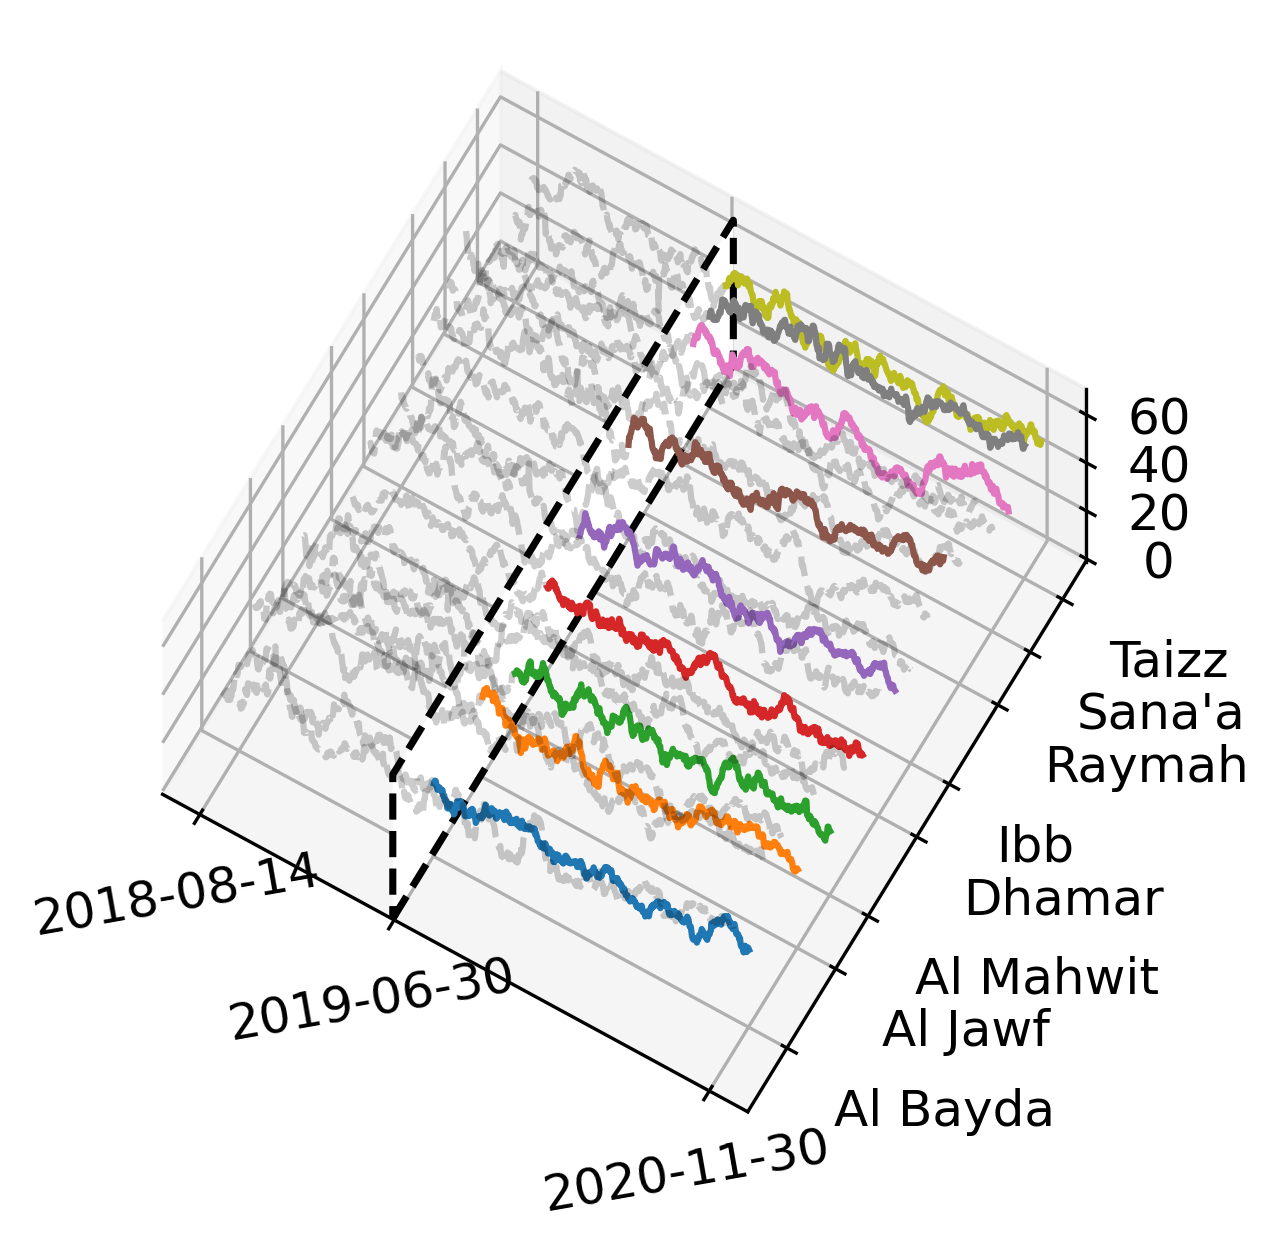 60
40
20
0
Taizz
Sana'a
Raymah
Ibb
Dhamar
Al Mahwit
Al Jawf
Al Bayda
2018-08-14
2019-06-30
2020-11-30